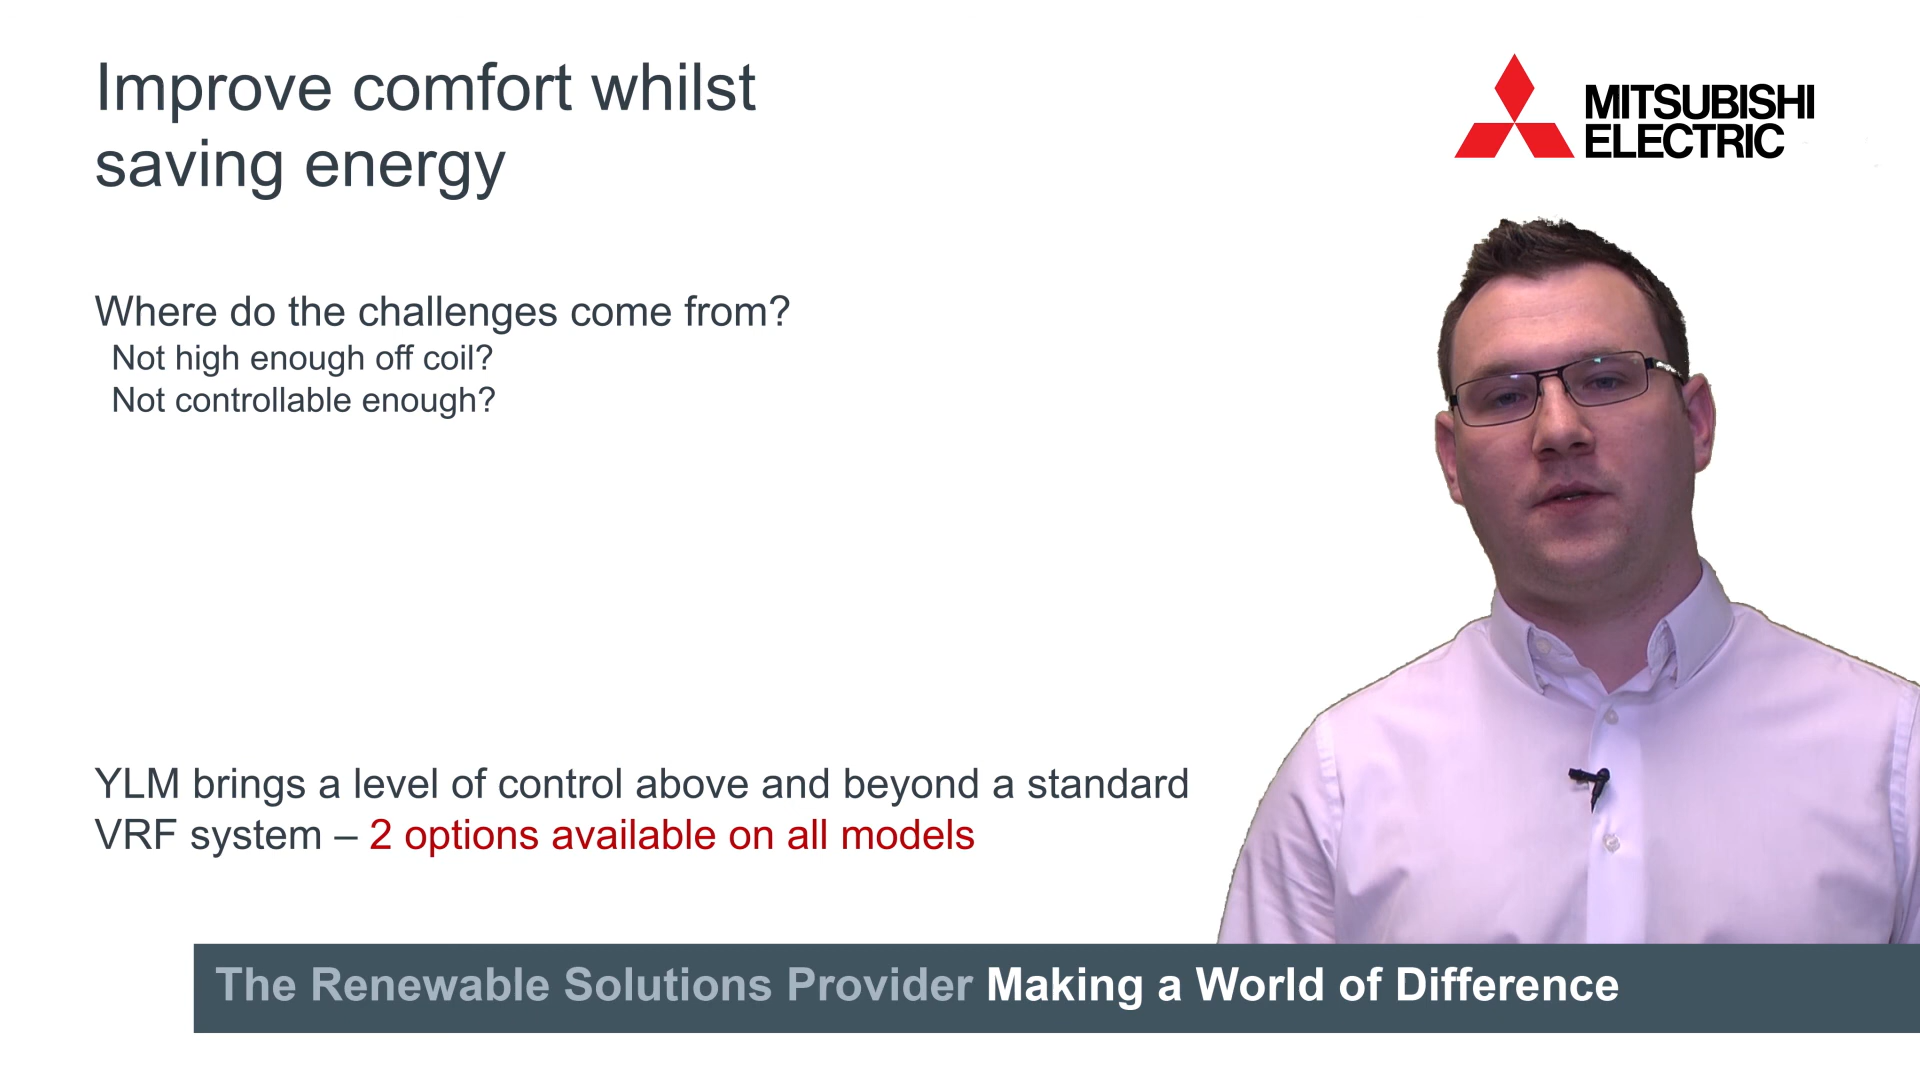 Improve comfort whilst
saving energy
MITSUBISHI
ELECTRIC
Where do the challenges come from?
Not high enough off coil?
Not controllable enough?
YLM brings a level of control above and beyond a standard
VRF system – 2 options available on all models
The Renewable Solutions Provider Making a World of Difference